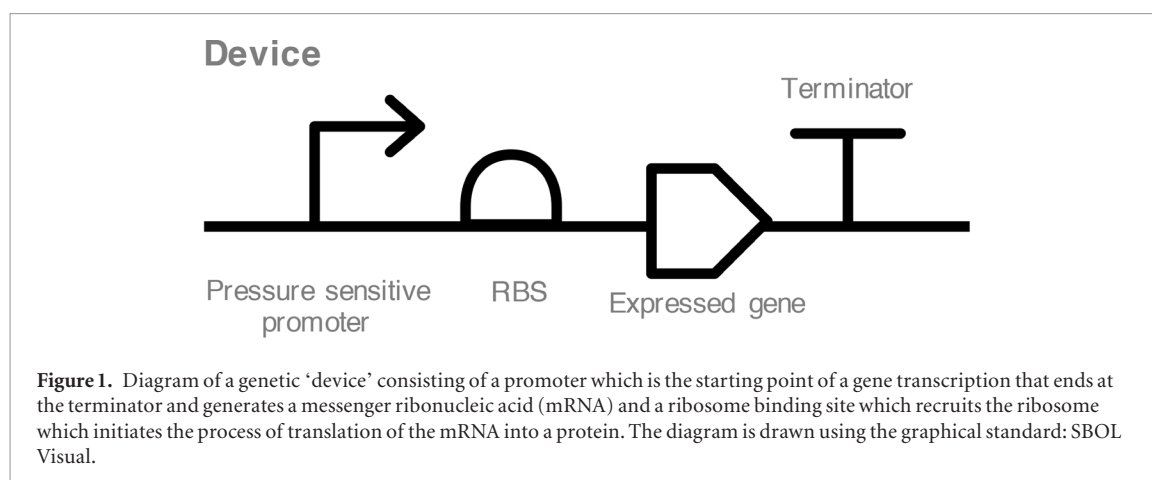 Device
Terminator
Pressure sensitive
promoter
RBS
Expressed gene
Figure 1. Diagram of a genetic ‘device’ consisting of a promoter which is the starting point of a gene transcription that ends at
the terminator and generates a messenger ribonucleic acid (mRNA) and a ribosome binding site which recruits the ribosome
which initiates the process of translation of the mRNA into a protein. The diagram is drawn using the graphical standard: SBOL
Visual.